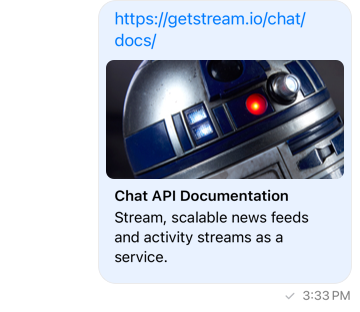 https://getstream.io/chat/
docs/
Chat API Documentation
Stream, scalable news feeds
and activity streams as a
service.
3:33 PM